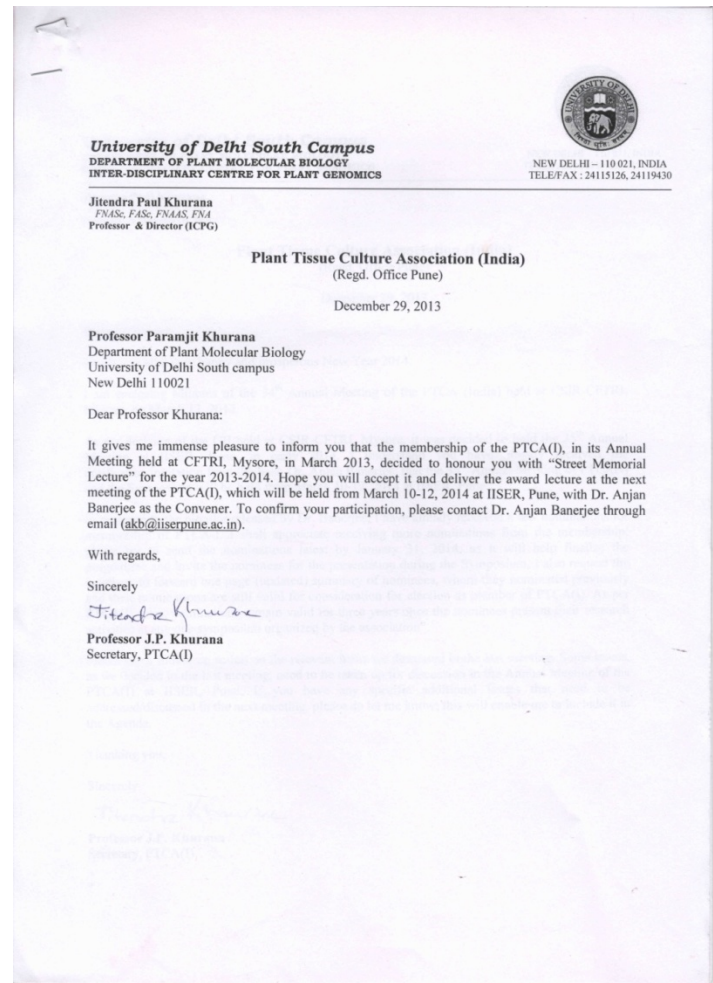 UNIVERSITY OF DELHI
University of Delhi South Campus
DEPARTMENT OF PLANT MOLECULAR BIOLOGY
INTER-DISCIPLINARY CENTRE FOR PLANT GENOMICS
NEW DELHI – 110 021, INDIA
TELE/FAX : 24115126, 24119430
Jitendra Paul Khurana
FNASc, FASc, FNAAS, FNA
Professor & Director (ICPG)
Plant Tissue Culture Association (India)
(Regd. Office Pune)
December 29, 2013
Professor Paramjit Khurana
Department of Plant Molecular Biology
University of Delhi South campus
New Delhi 110021
Dear Professor Khurana:
It gives me immense pleasure to inform you that the membership of the PTCA(I), in its Annual
Meeting held at CFTRI, Mysore, in March 2013, decided to honour you with “Street Memorial
Lecture” for the year 2013-2014. Hope you will accept it and deliver the award lecture at the next
meeting of the PTCA(I), which will be held from March 10-12, 2014 at IISER, Pune, with Dr. Anjan
Banerjee as the Convener. To confirm your participation, please contact Dr. Anjan Banerjee through
email (akb@iiserpune.ac.in).
With regards,
Sincerely
Jitendra Khurana
Professor J.P. Khurana
Secretary, PTCA(I)